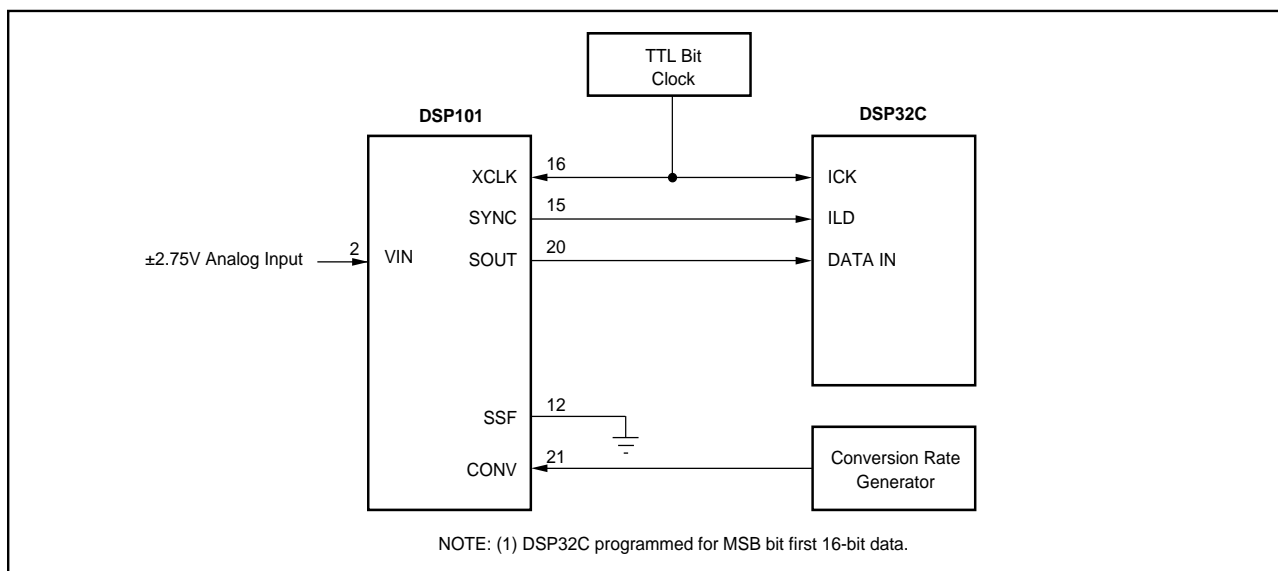 TTL Bit
Clock
DSP101
DSP32C
XCLK
16
ICK
SYNC
15
ILD
±2.75V Analog Input
2
VIN
SOUT
20
DATA IN
SSF
12
CONV
21
Conversion Rate
Generator
NOTE: (1) DSP32C programmed for MSB bit first 16-bit data.